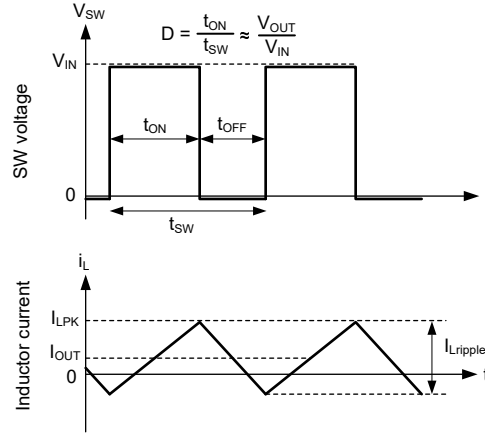 V_SW
D = t_ON / t_SW ≈ V_OUT / V_IN
V_IN
SW voltage
t_ON
t_OFF
0
t_SW
i_L
Inductor current
I_LPK
I_OUT
I_Lripple
0
t